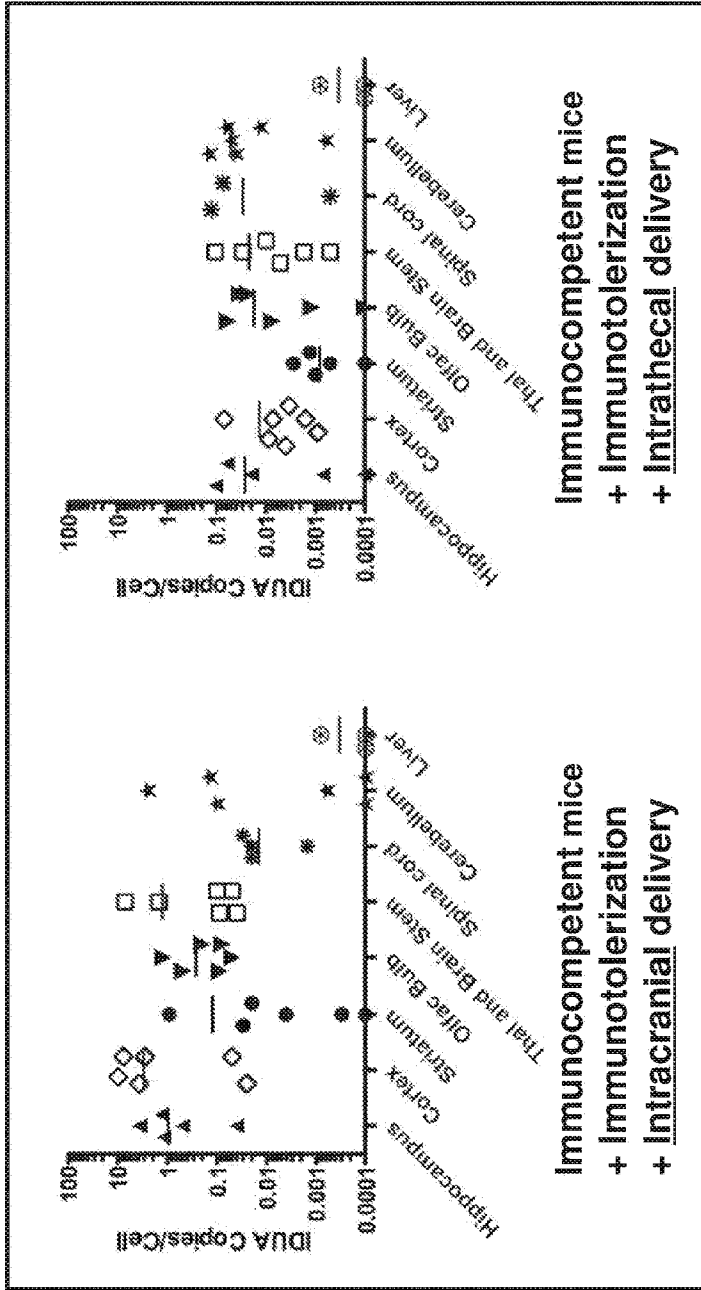 IDUA Copies/Cell
100
10
1
0.1
0.01
0.001
0.0001
Hippocampus
Cortex
Striatum
Olfac Bulb
Thal and Brain Stem
Spinal cord
Cerebellum
Liver
Immunocompetent mice
+ Immunotolerization
+ Intracranial delivery
IDUA Copies/Cell
100
10
1
0.1
0.01
0.001
0.0001
Hippocampus
Cortex
Striatum
Olfac Bulb
Thal and Brain Stem
Spinal cord
Cerebellum
Liver
Immunocompetent mice
+ Immunotolerization
+ Intrathecal delivery